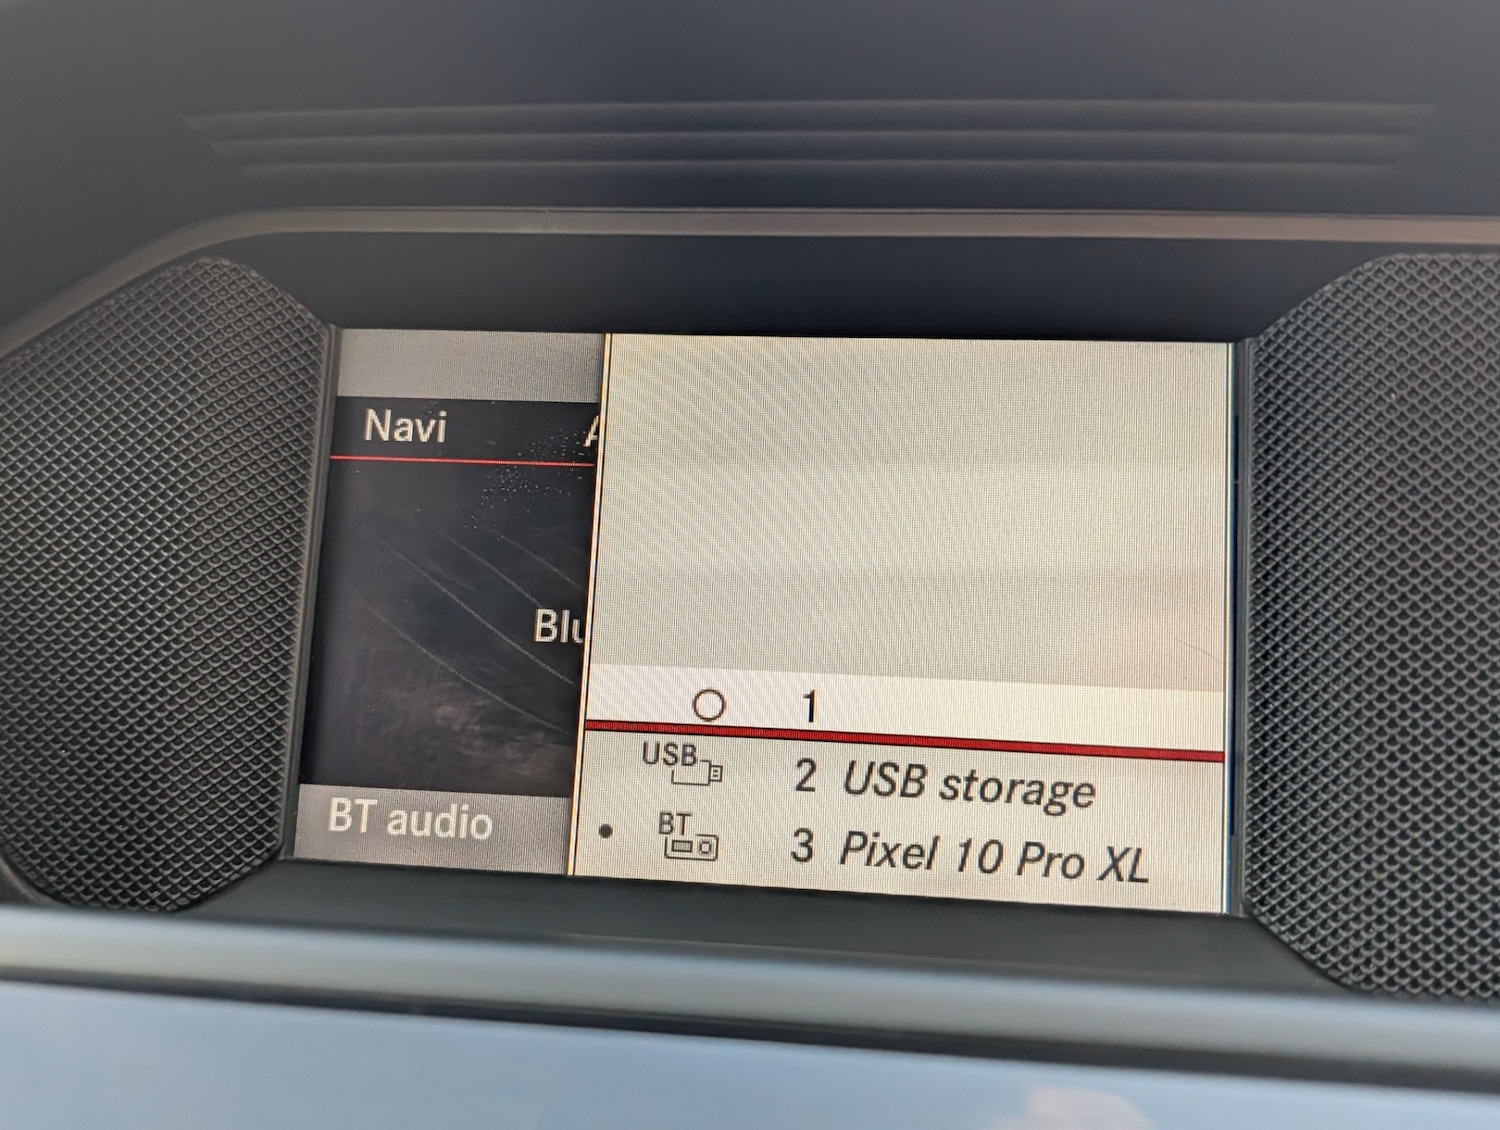 Navi
Blu
1
USB 2 USB storage
BT 3 Pixel 10 Pro XL
BT audio